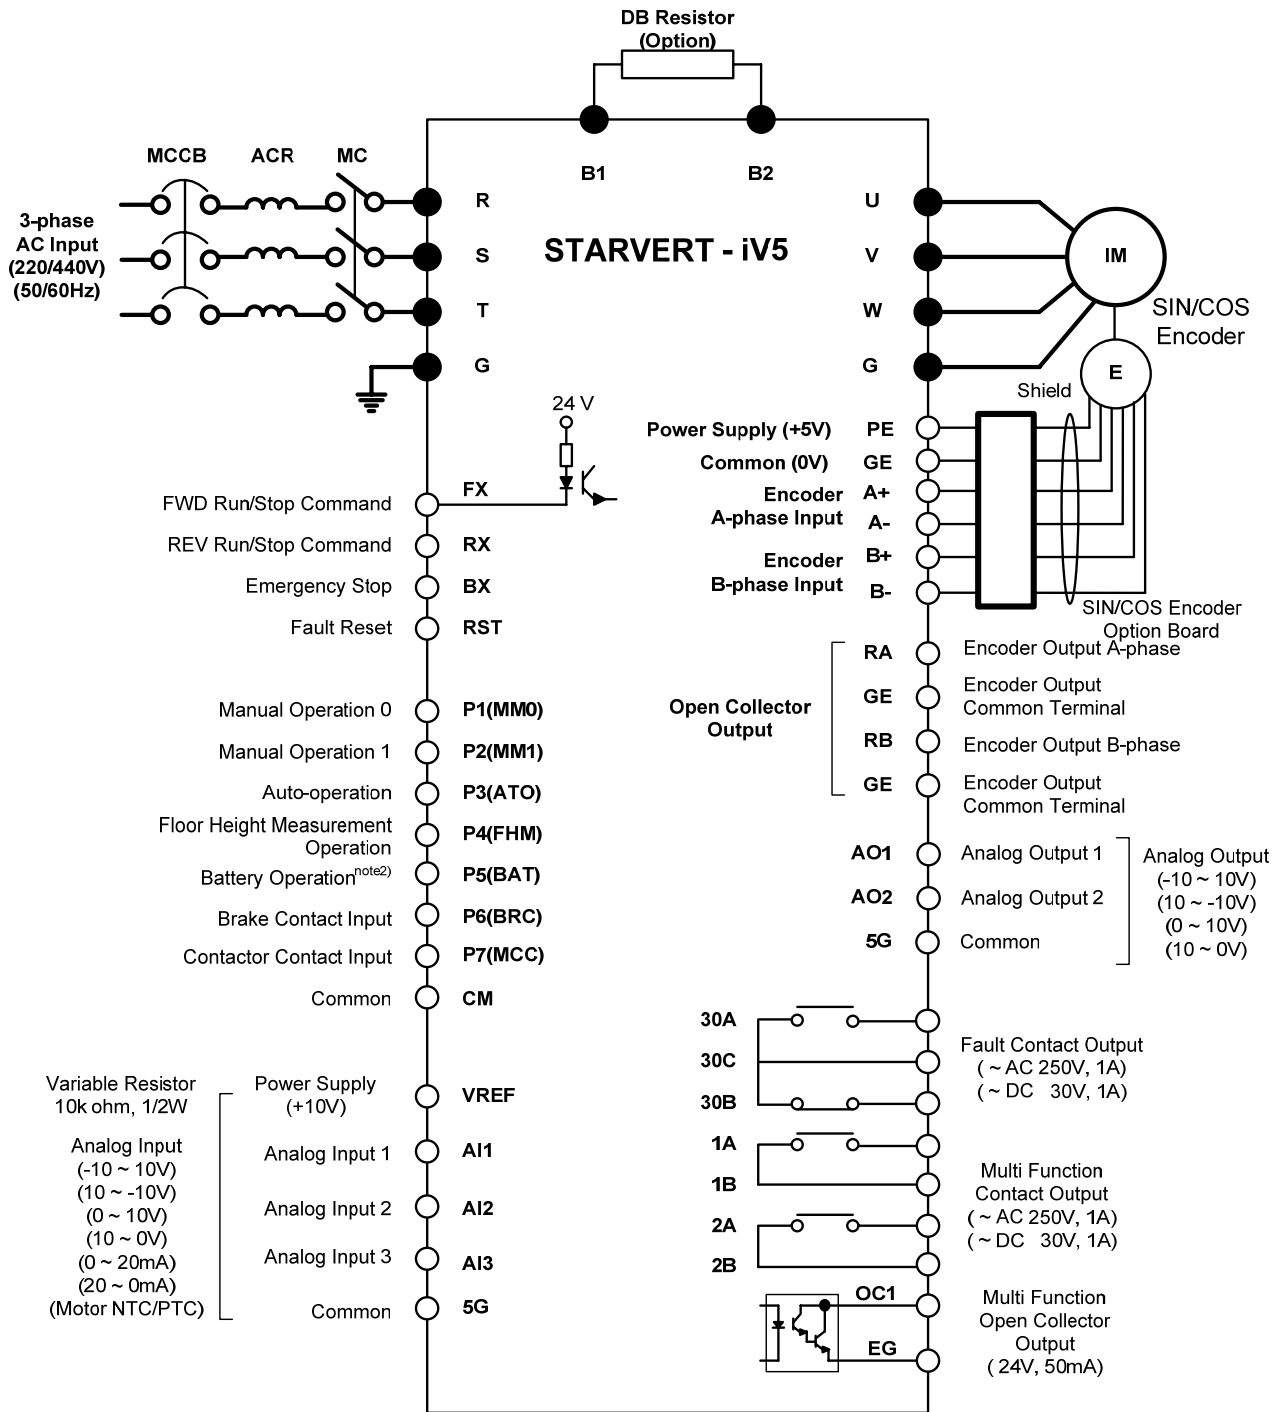 DB Resistor
(Option)
MCCB ACR MC
B1 B2
3-phase
AC Input
(220/440V)
(50/60Hz)
R
S
T
G
STARVERT - iV5
U
V
W
G
IM
SIN/COS
Encoder
E
Shield
24 V
FWD Run/Stop Command FX
REV Run/Stop Command RX
Emergency Stop BX
Fault Reset RST
Manual Operation 0 P1(MM0)
Manual Operation 1 P2(MM1)
Auto-operation P3(ATO)
Floor Height Measurement
Operation P4(FHM)
Battery Operation note2) P5(BAT)
Brake Contact Input P6(BRC)
Contactor Contact Input P7(MCC)
Common CM
Variable Resistor
10k ohm, 1/2W
Power Supply
(+10V)
VREF
Analog Input
(-10 ~ 10V)
(10 ~ -10V)
(0 ~ 10V)
(10 ~ 0V)
(0 ~ 20mA)
(20 ~ 0mA)
(Motor NTC/PTC)
Analog Input 1 AI1
Analog Input 2 AI2
Analog Input 3 AI3
Common 5G
Power Supply (+5V) PE
Common (0V) GE
Encoder
A-phase Input
A+
A-
Encoder
B-phase Input
B+
B-
SIN/COS Encoder
Option Board
Open Collector
Output
RA Encoder Output A-phase
GE Encoder Output
Common Terminal
RB Encoder Output B-phase
GE Encoder Output
Common Terminal
AO1 Analog Output 1
AO2 Analog Output 2
5G Common
Analog Output
(-10 ~ 10V)
(10 ~ -10V)
(0 ~ 10V)
(10 ~ 0V)
30A
30C
30B
Fault Contact Output
( ~ AC 250V, 1A)
( ~ DC 30V, 1A)
1A
1B
2A
2B
Multi Function
Contact Output
( ~ AC 250V, 1A)
( ~ DC 30V, 1A)
OC1
EG
Multi Function
Open Collector
Output
( 24V, 50mA)